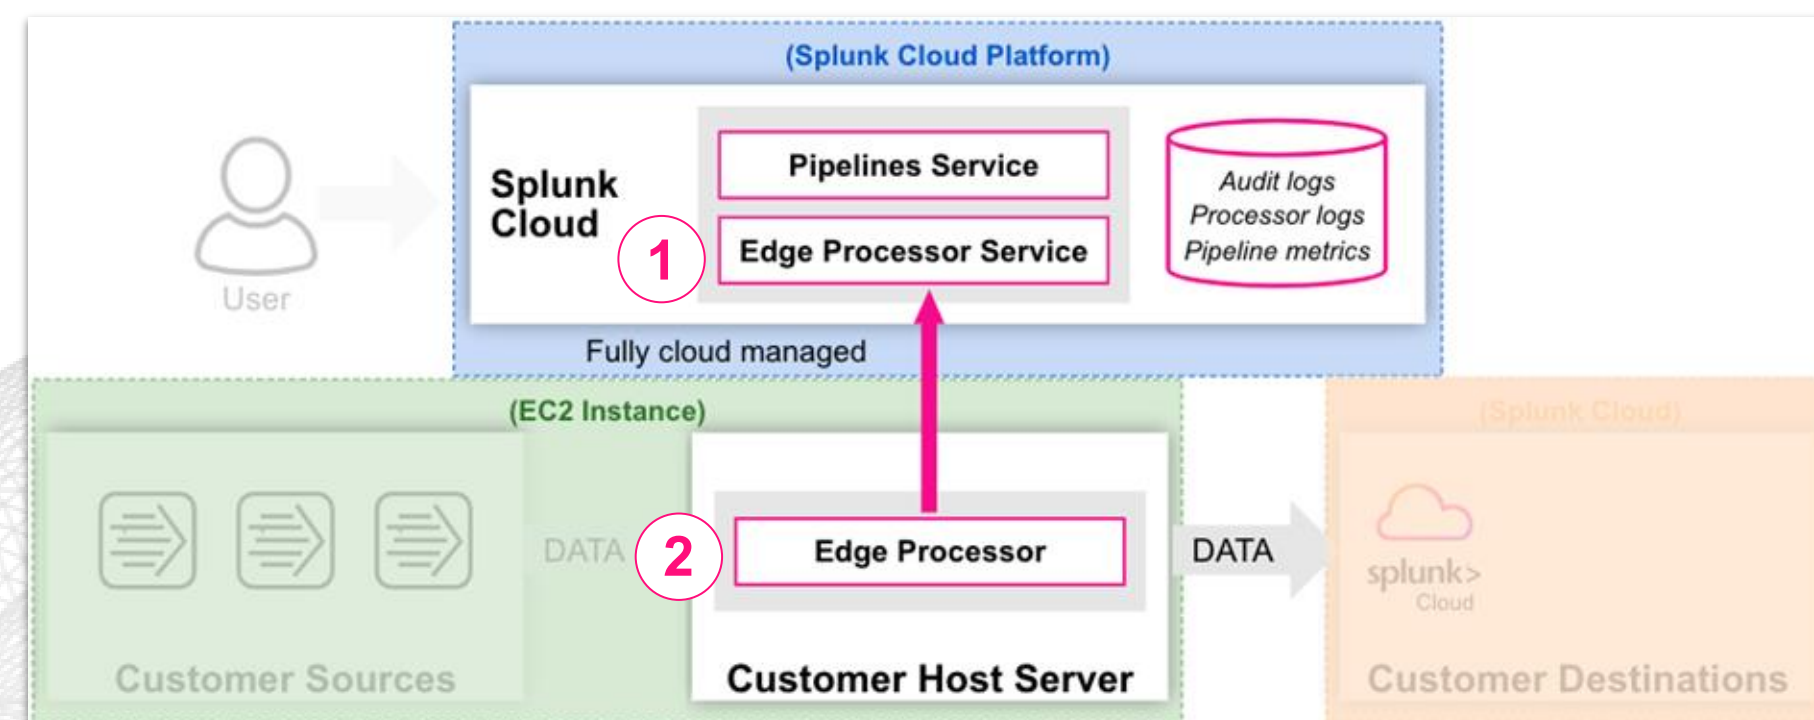 (Splunk Cloud Platform)
Splunk
Cloud
Pipelines Service
Edge Processor Service
1
Audit logs
Processor logs
Pipeline metrics
User
Fully cloud managed
(EC2 Instance)
(Splunk Cloud)
DATA
2
Edge Processor
DATA
splunk>
Cloud
Customer Sources
Customer Host Server
Customer Destinations